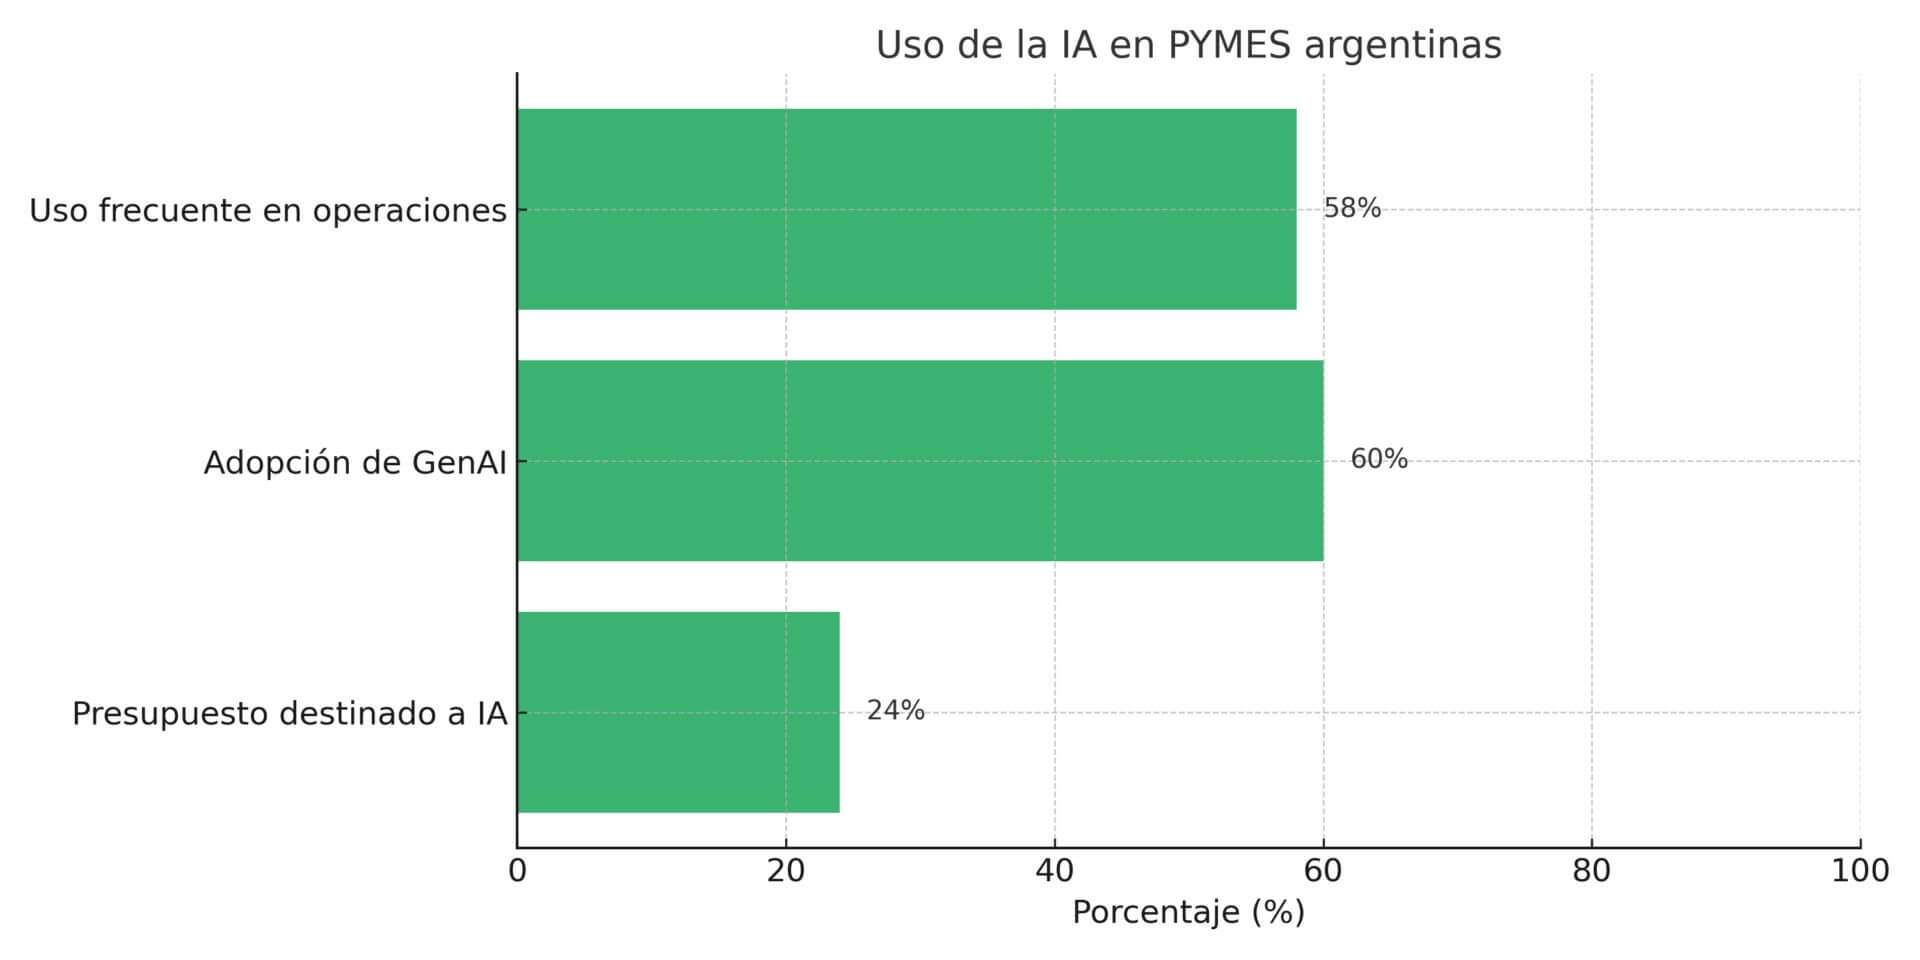 Uso de la IA en PYMES argentinas
Uso frecuente en operaciones
58%
Adopción de GenAI
60%
Presupuesto destinado a IA
24%
0 20 40 60 80 100
Porcentaje (%)